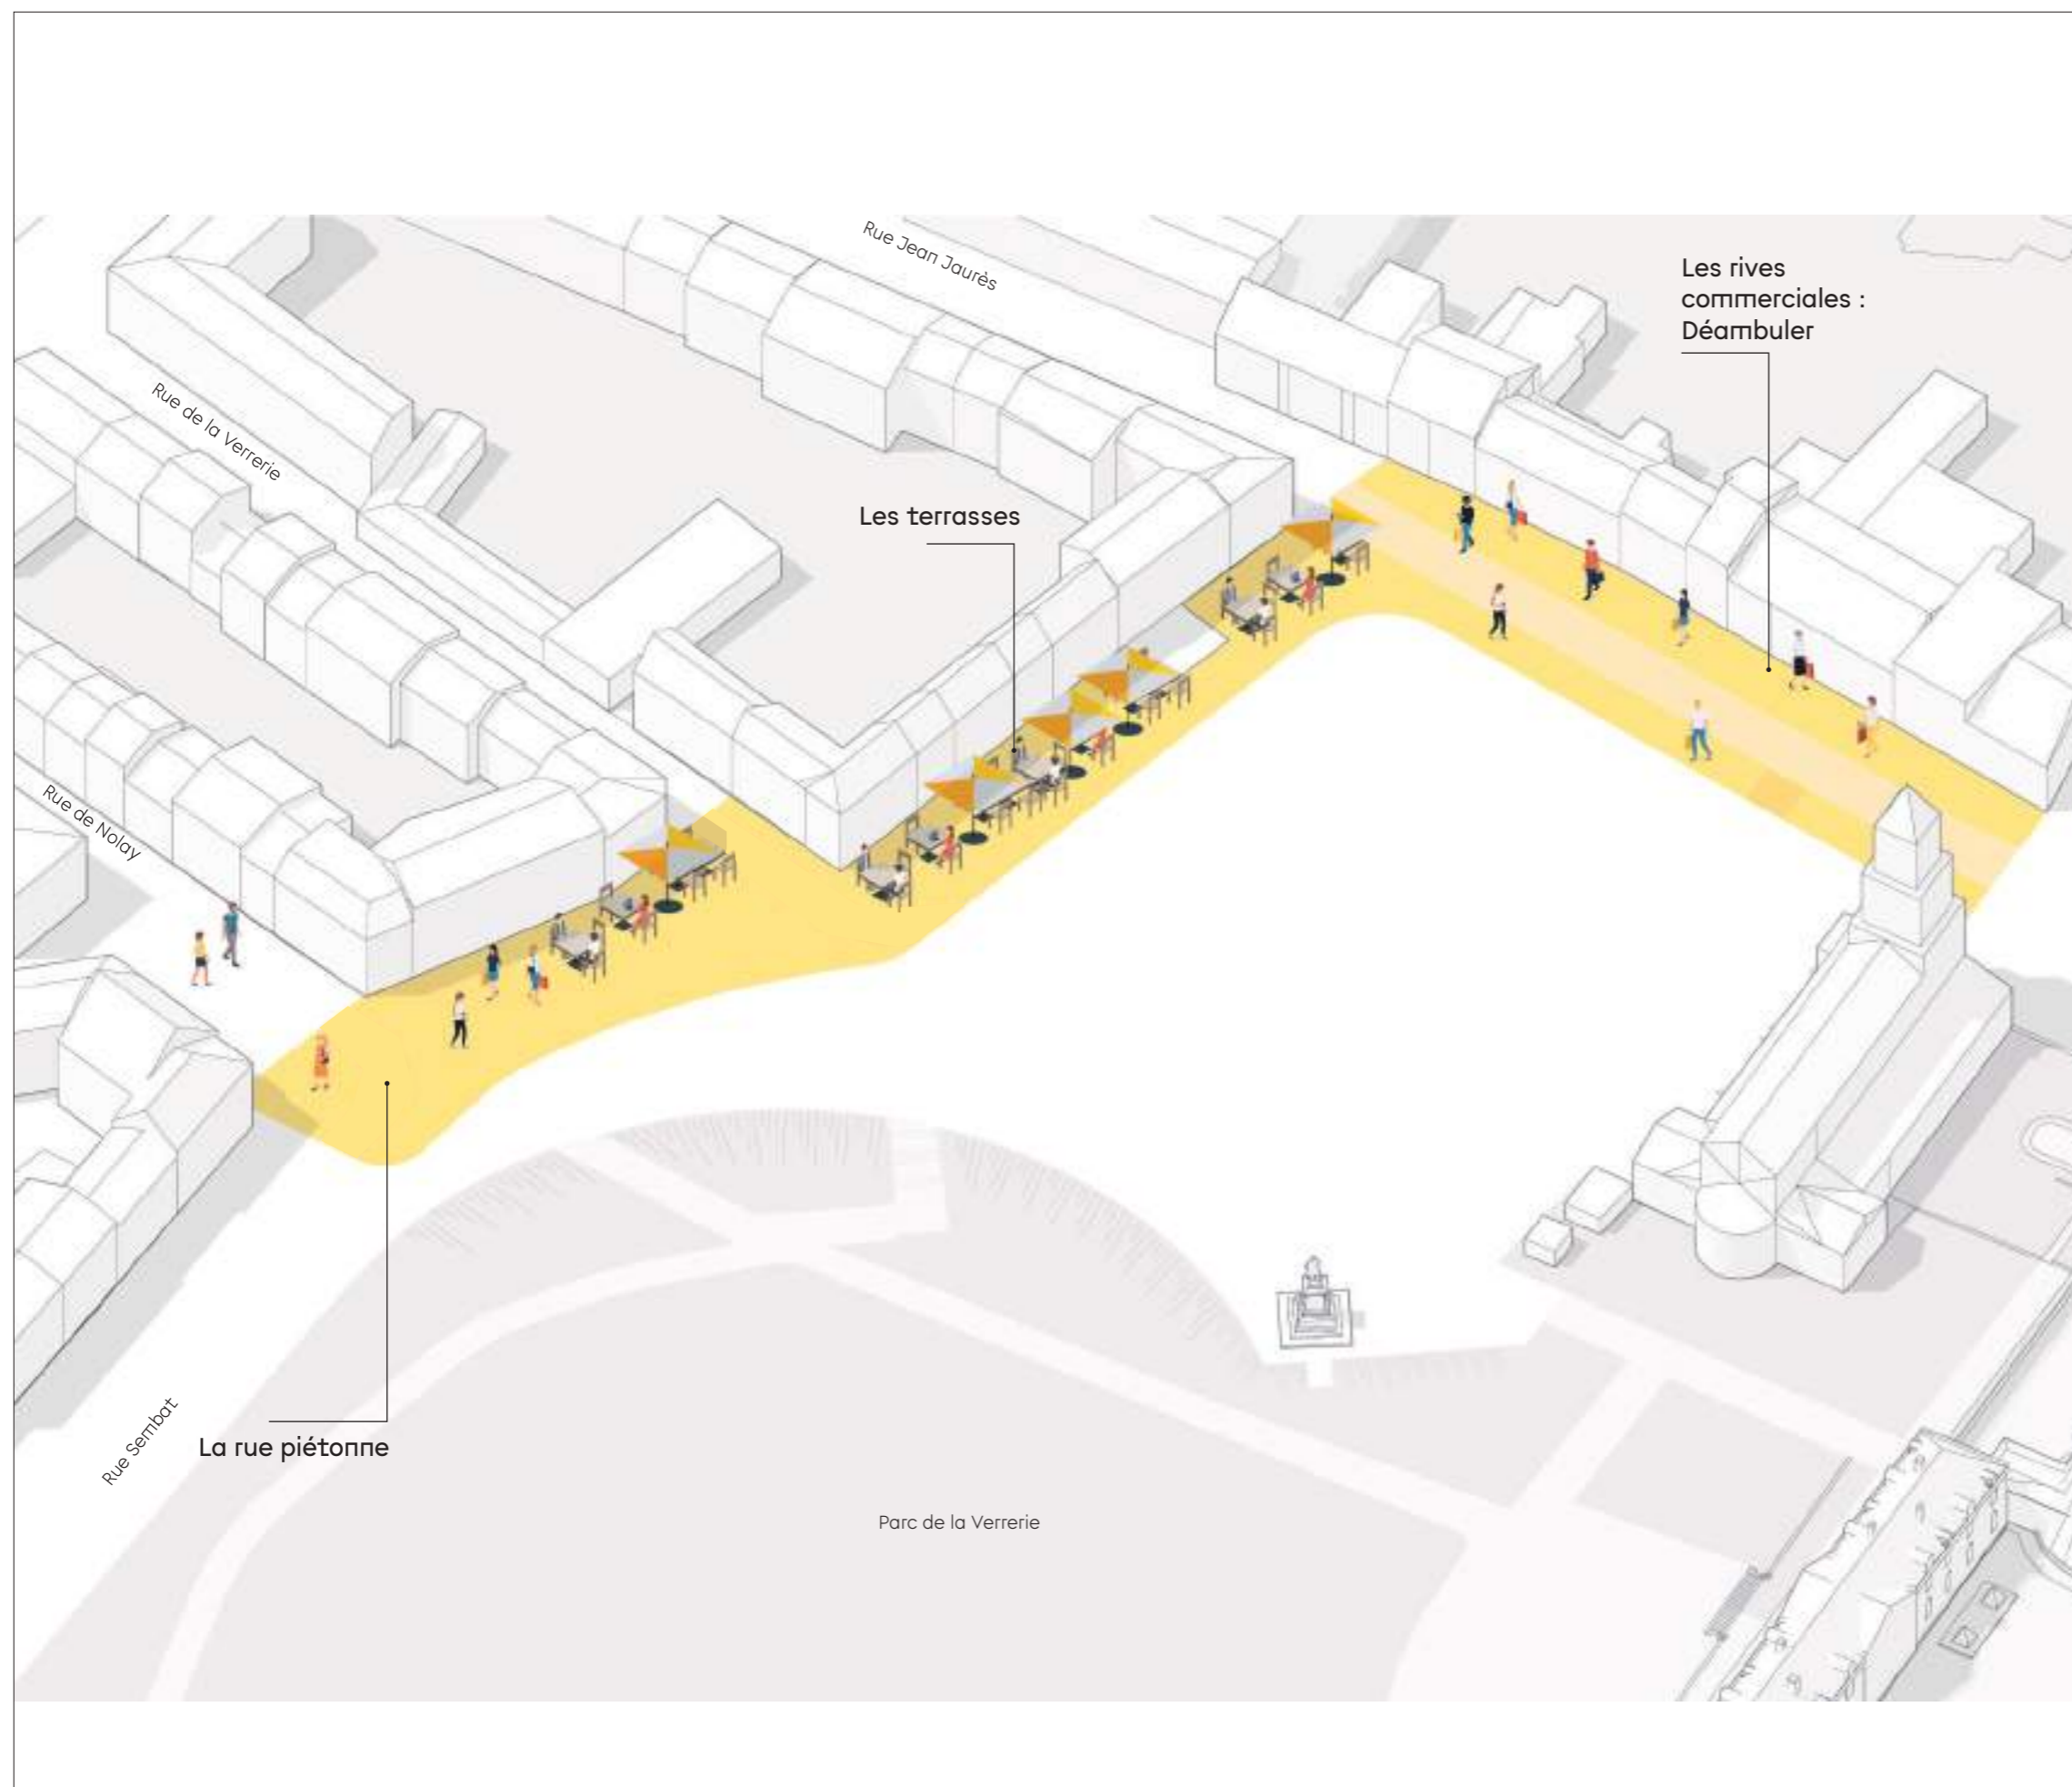 Rue Jean Jaurès
Les rives
commerciales :
Déambuler
Rue de la Verrerie
Les terrasses
Rue de Nolay
Rue Sembat
La rue piétonne
Parc de la Verrerie